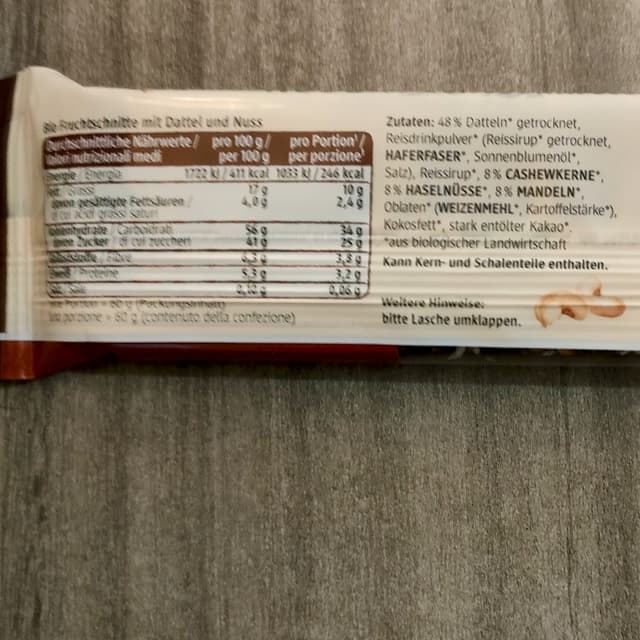 Bio Fruchtschnitte mit Dattel und Nuss
Durchschnittliche Nährwerte / pro 100 g / pro Portion¹/
valori nutrizionali medi per 100 g per porzione¹
Energie / Energia 1722 kJ / 411 kcal 1033 kJ / 246 kcal
Fett / Grassi 17 g 10 g
davon gesättigte Fettsäuren / 4,0 g 2,4 g
di cui acidi grassi saturi
Kohlenhydrate / Carboidrati 56 g 34 g
davon Zucker / di cui zuccheri 41 g 25 g
Ballaststoffe / Fibre 6,3 g 3,8 g
Eiweiß / Proteine 5,3 g 3,2 g
Salz / Sale 0,10 g 0,06 g
Portion = 60 g (Packungsinhalt)
una porzione = 60 g (contenuto della confezione)
Zutaten: 48 % Datteln* getrocknet,
Reisdrinkpulver* (Reissirup* getrocknet,
HAFERFASER*, Sonnenblumenöl*,
Salz), Reissirup*, 8 % CASHEWKERNE*,
8 % HASELNÜSSE*, 8 % MANDELN*,
Oblaten* (WEIZENMEHL*, Kartoffelstärke*),
Kokosfett*, stark entölter Kakao*.
*aus biologischer Landwirtschaft
Kann Kern- und Schalenteile enthalten.
Weitere Hinweise:
bitte Lasche umklappen.